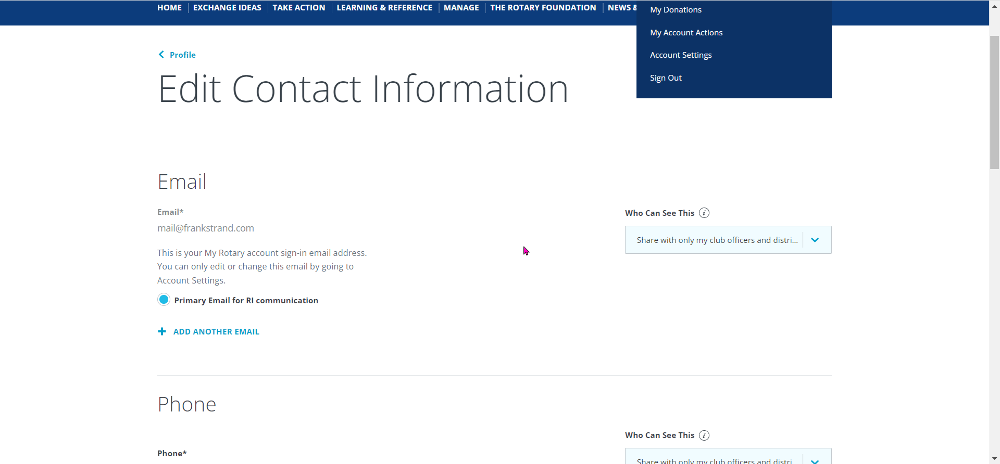 HOME EXCHANGE IDEAS TAKE ACTION LEARNING & REFERENCE MANAGE THE ROTARY FOUNDATION NEWS &
My Donations
My Account Actions
Account Settings
Sign Out
Profile
Edit Contact Information
Email
Email*
mail@frankstrand.com
This is your My Rotary account sign-in email address.
You can only edit or change this email by going to
Account Settings.
Primary Email for RI communication
ADD ANOTHER EMAIL
Who Can See This
Share with only my club officers and distri...
Phone
Who Can See This
Phone*
Share with only my club officers and distri...